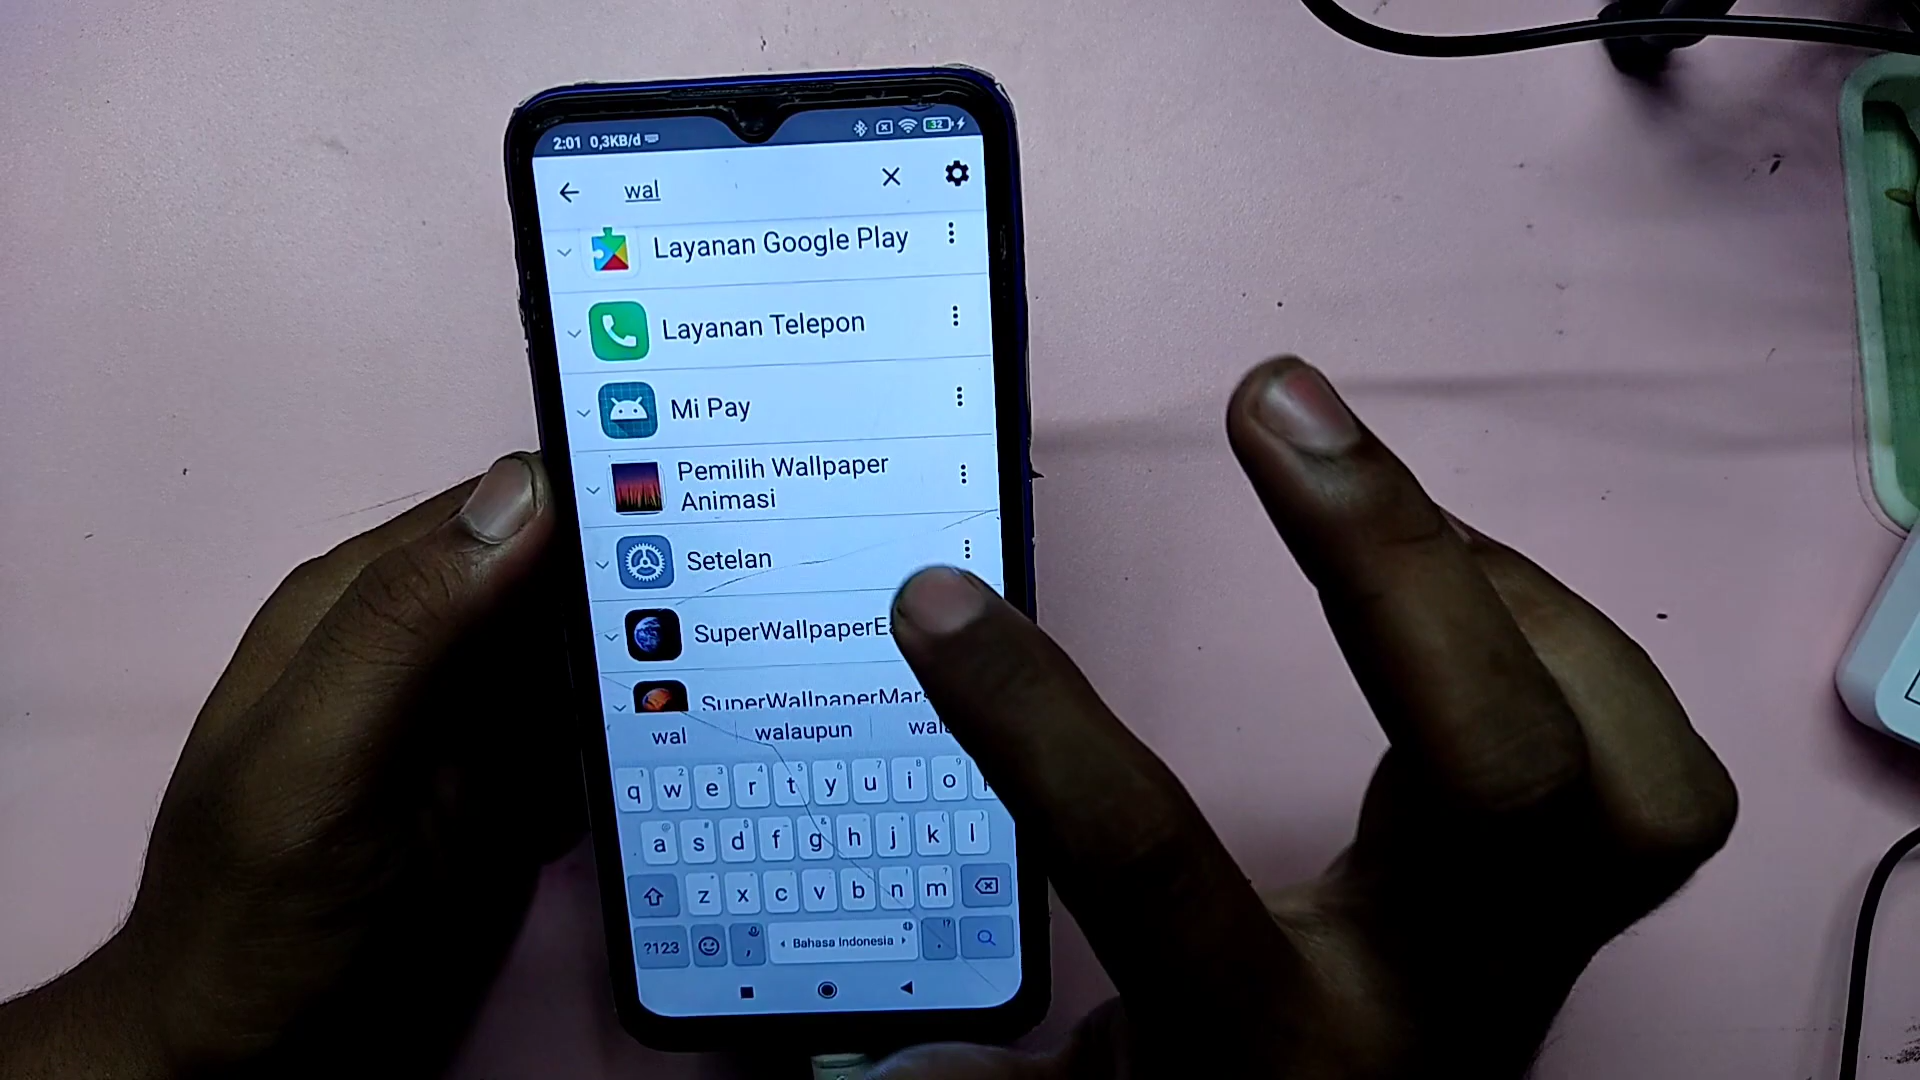 2:01 0,3KB/d 32
wal
Layanan Google Play
Layanan Telepon
Mi Pay
Pemilih Wallpaper
Animasi
Setelan
wal walaupun
q w e r t y u i o
a s d f g h j k l
z x c v b n m
?123 , Bahasa Indonesia .